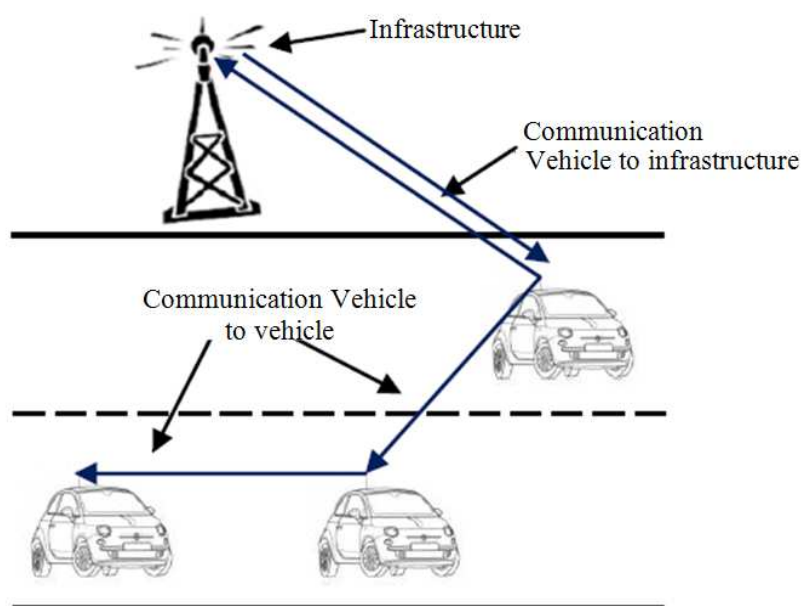 Infrastructure
Communication
Vehicle to infrastructure
Communication Vehicle
to vehicle